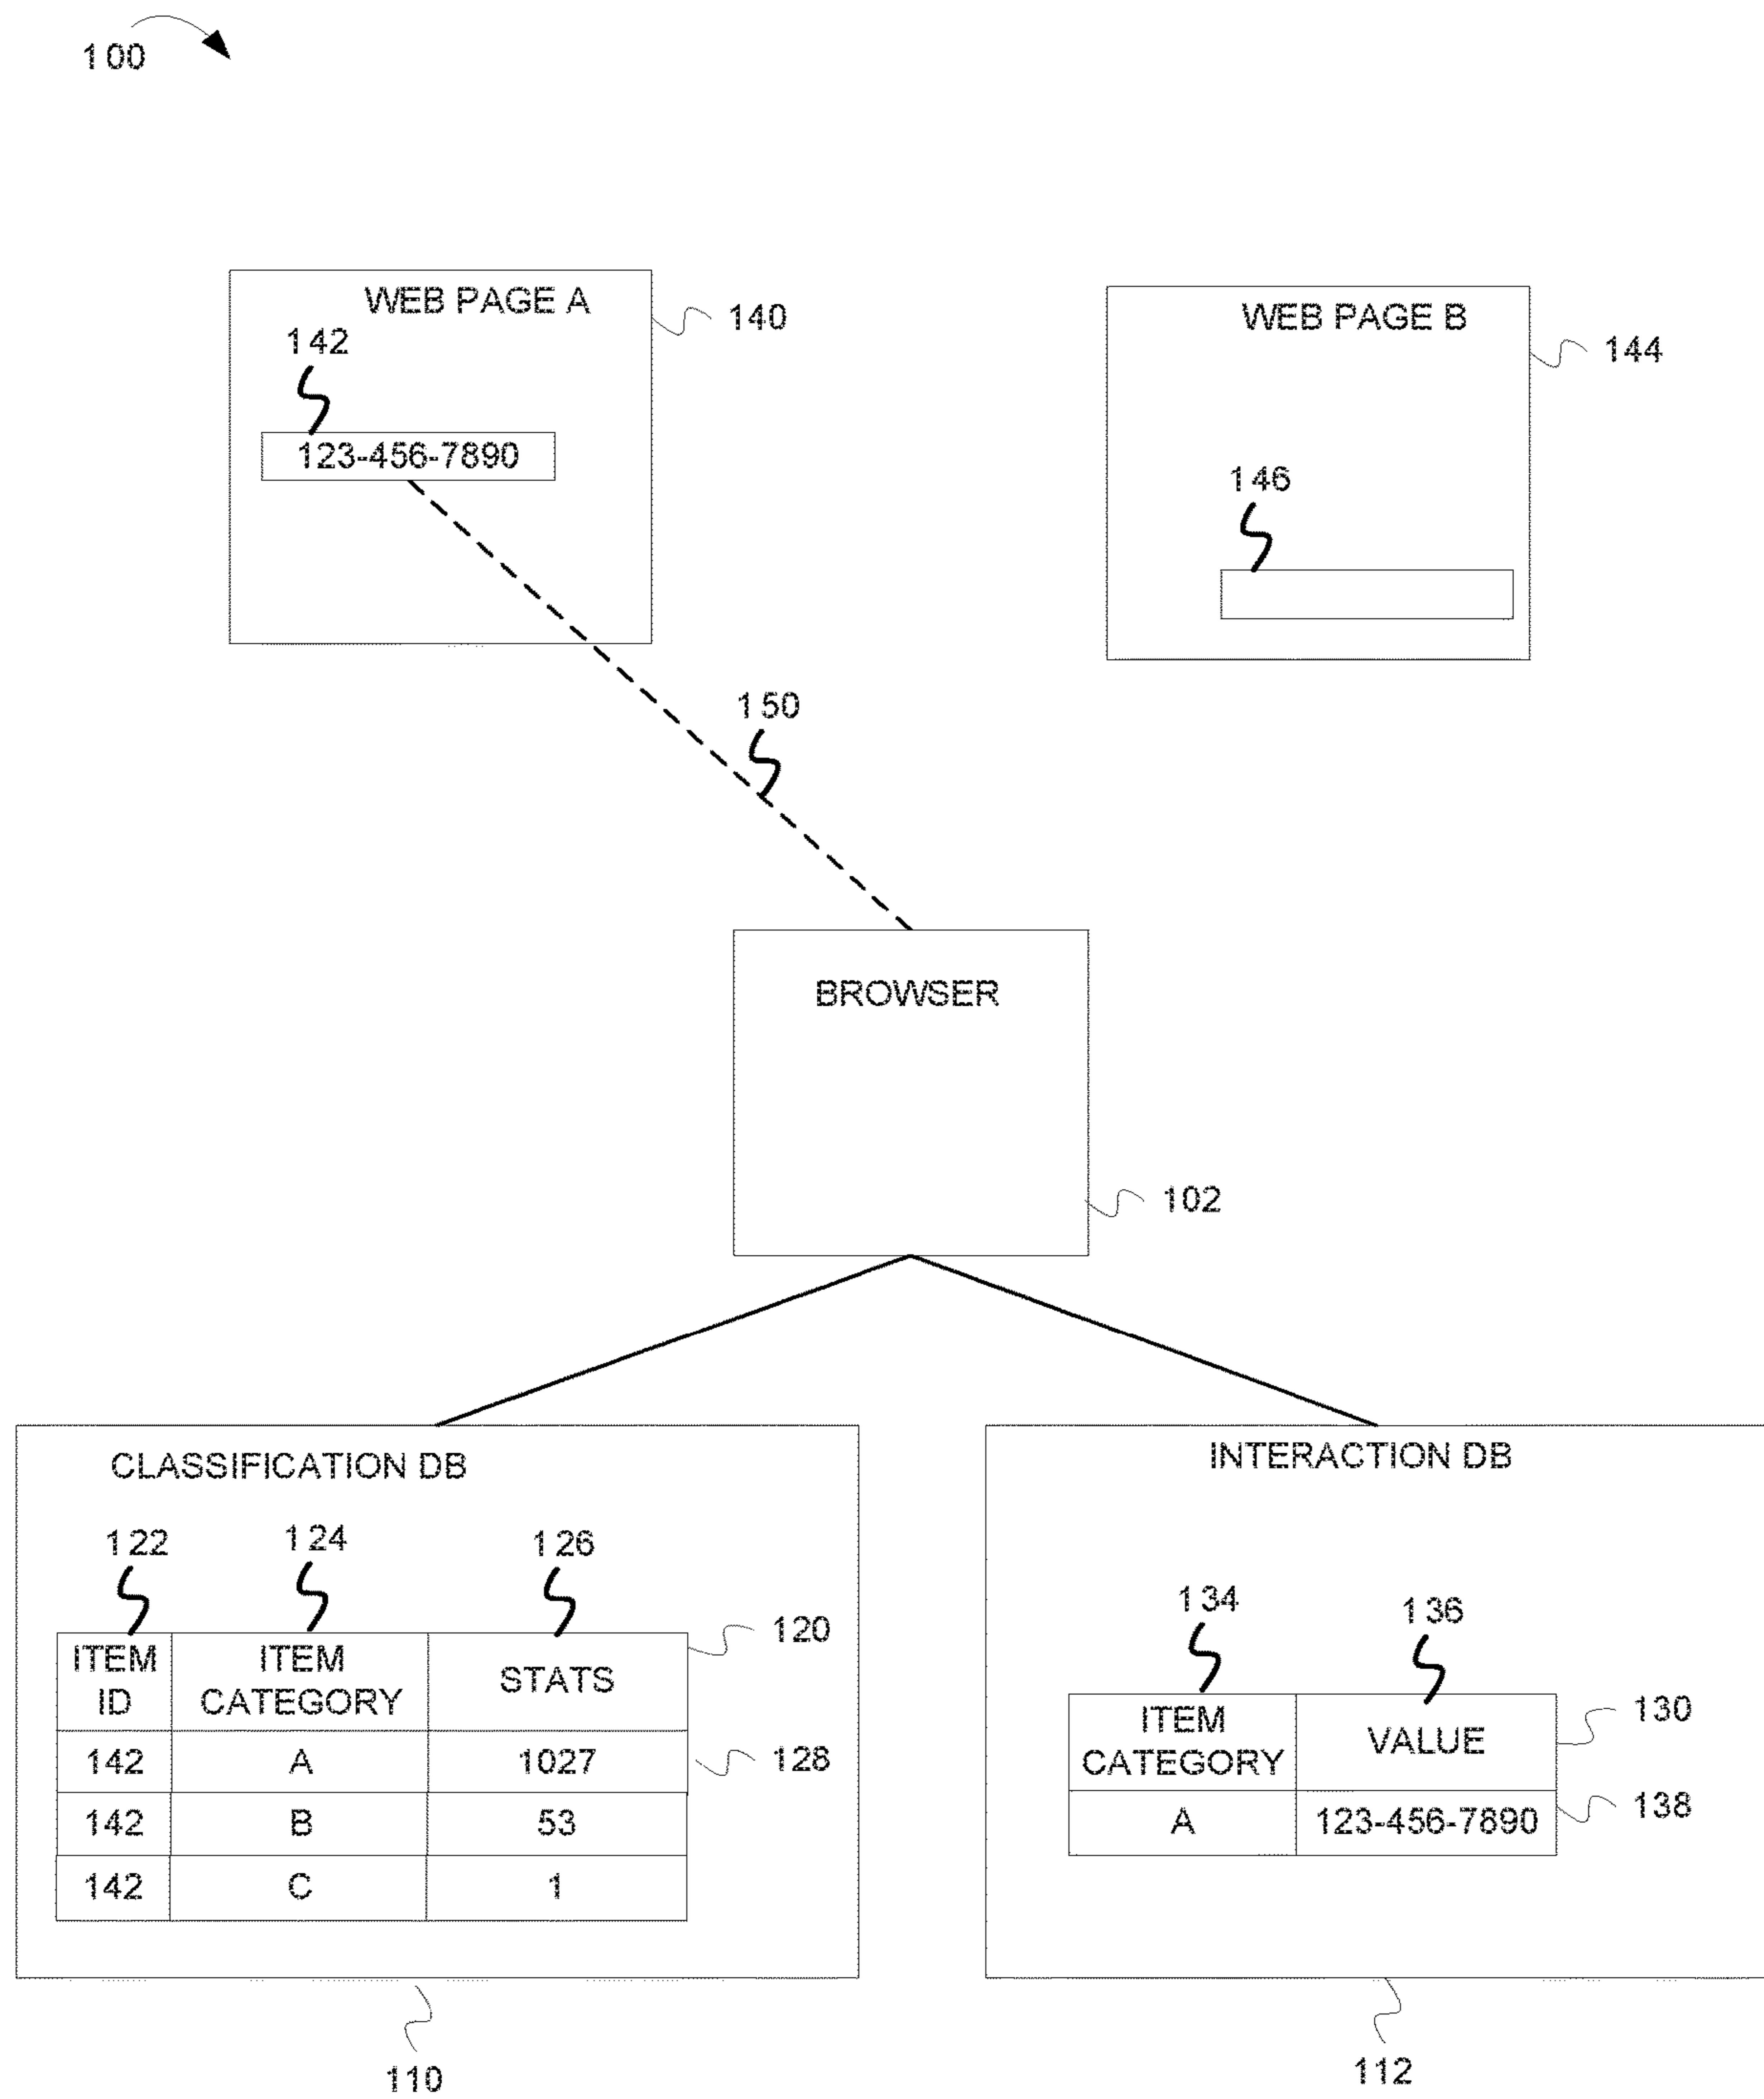 100
WEB PAGE A
140
142
123-456-7890
WEB PAGE B
144
146
150
BROWSER
102
CLASSIFICATION DB
122
124
126
120
ITEM ID
ITEM CATEGORY
STATS
142 A 1027
128
142 B 53
142 C 1
110
INTERACTION DB
134
136
130
ITEM CATEGORY
VALUE
A 123-456-7890
138
112